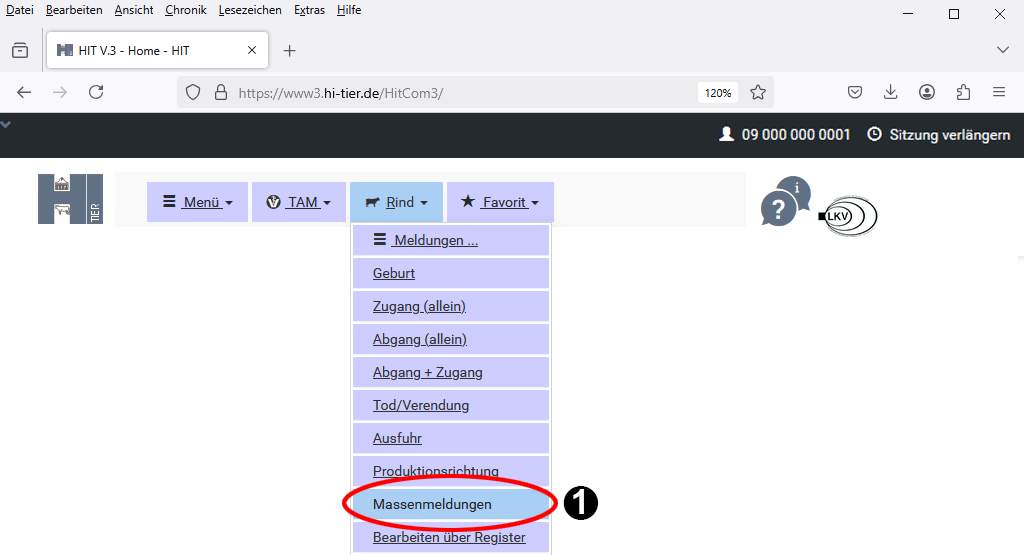 Datei Bearbeiten Ansicht Chronik Lesezeichen Extras Hilfe
HIT V.3 - Home - HIT
https://www3.hi-tier.de/HitCom3/ 120%
09 000 000 0001 Sitzung verlängern
HI TIER
Menü TAM Rind Favorit
? i
LKV
Meldungen ...
Geburt
Zugang (allein)
Abgang (allein)
Abgang + Zugang
Tod/Verendung
Ausfuhr
Produktionsrichtung
Massenmeldungen 1
Bearbeiten über Register